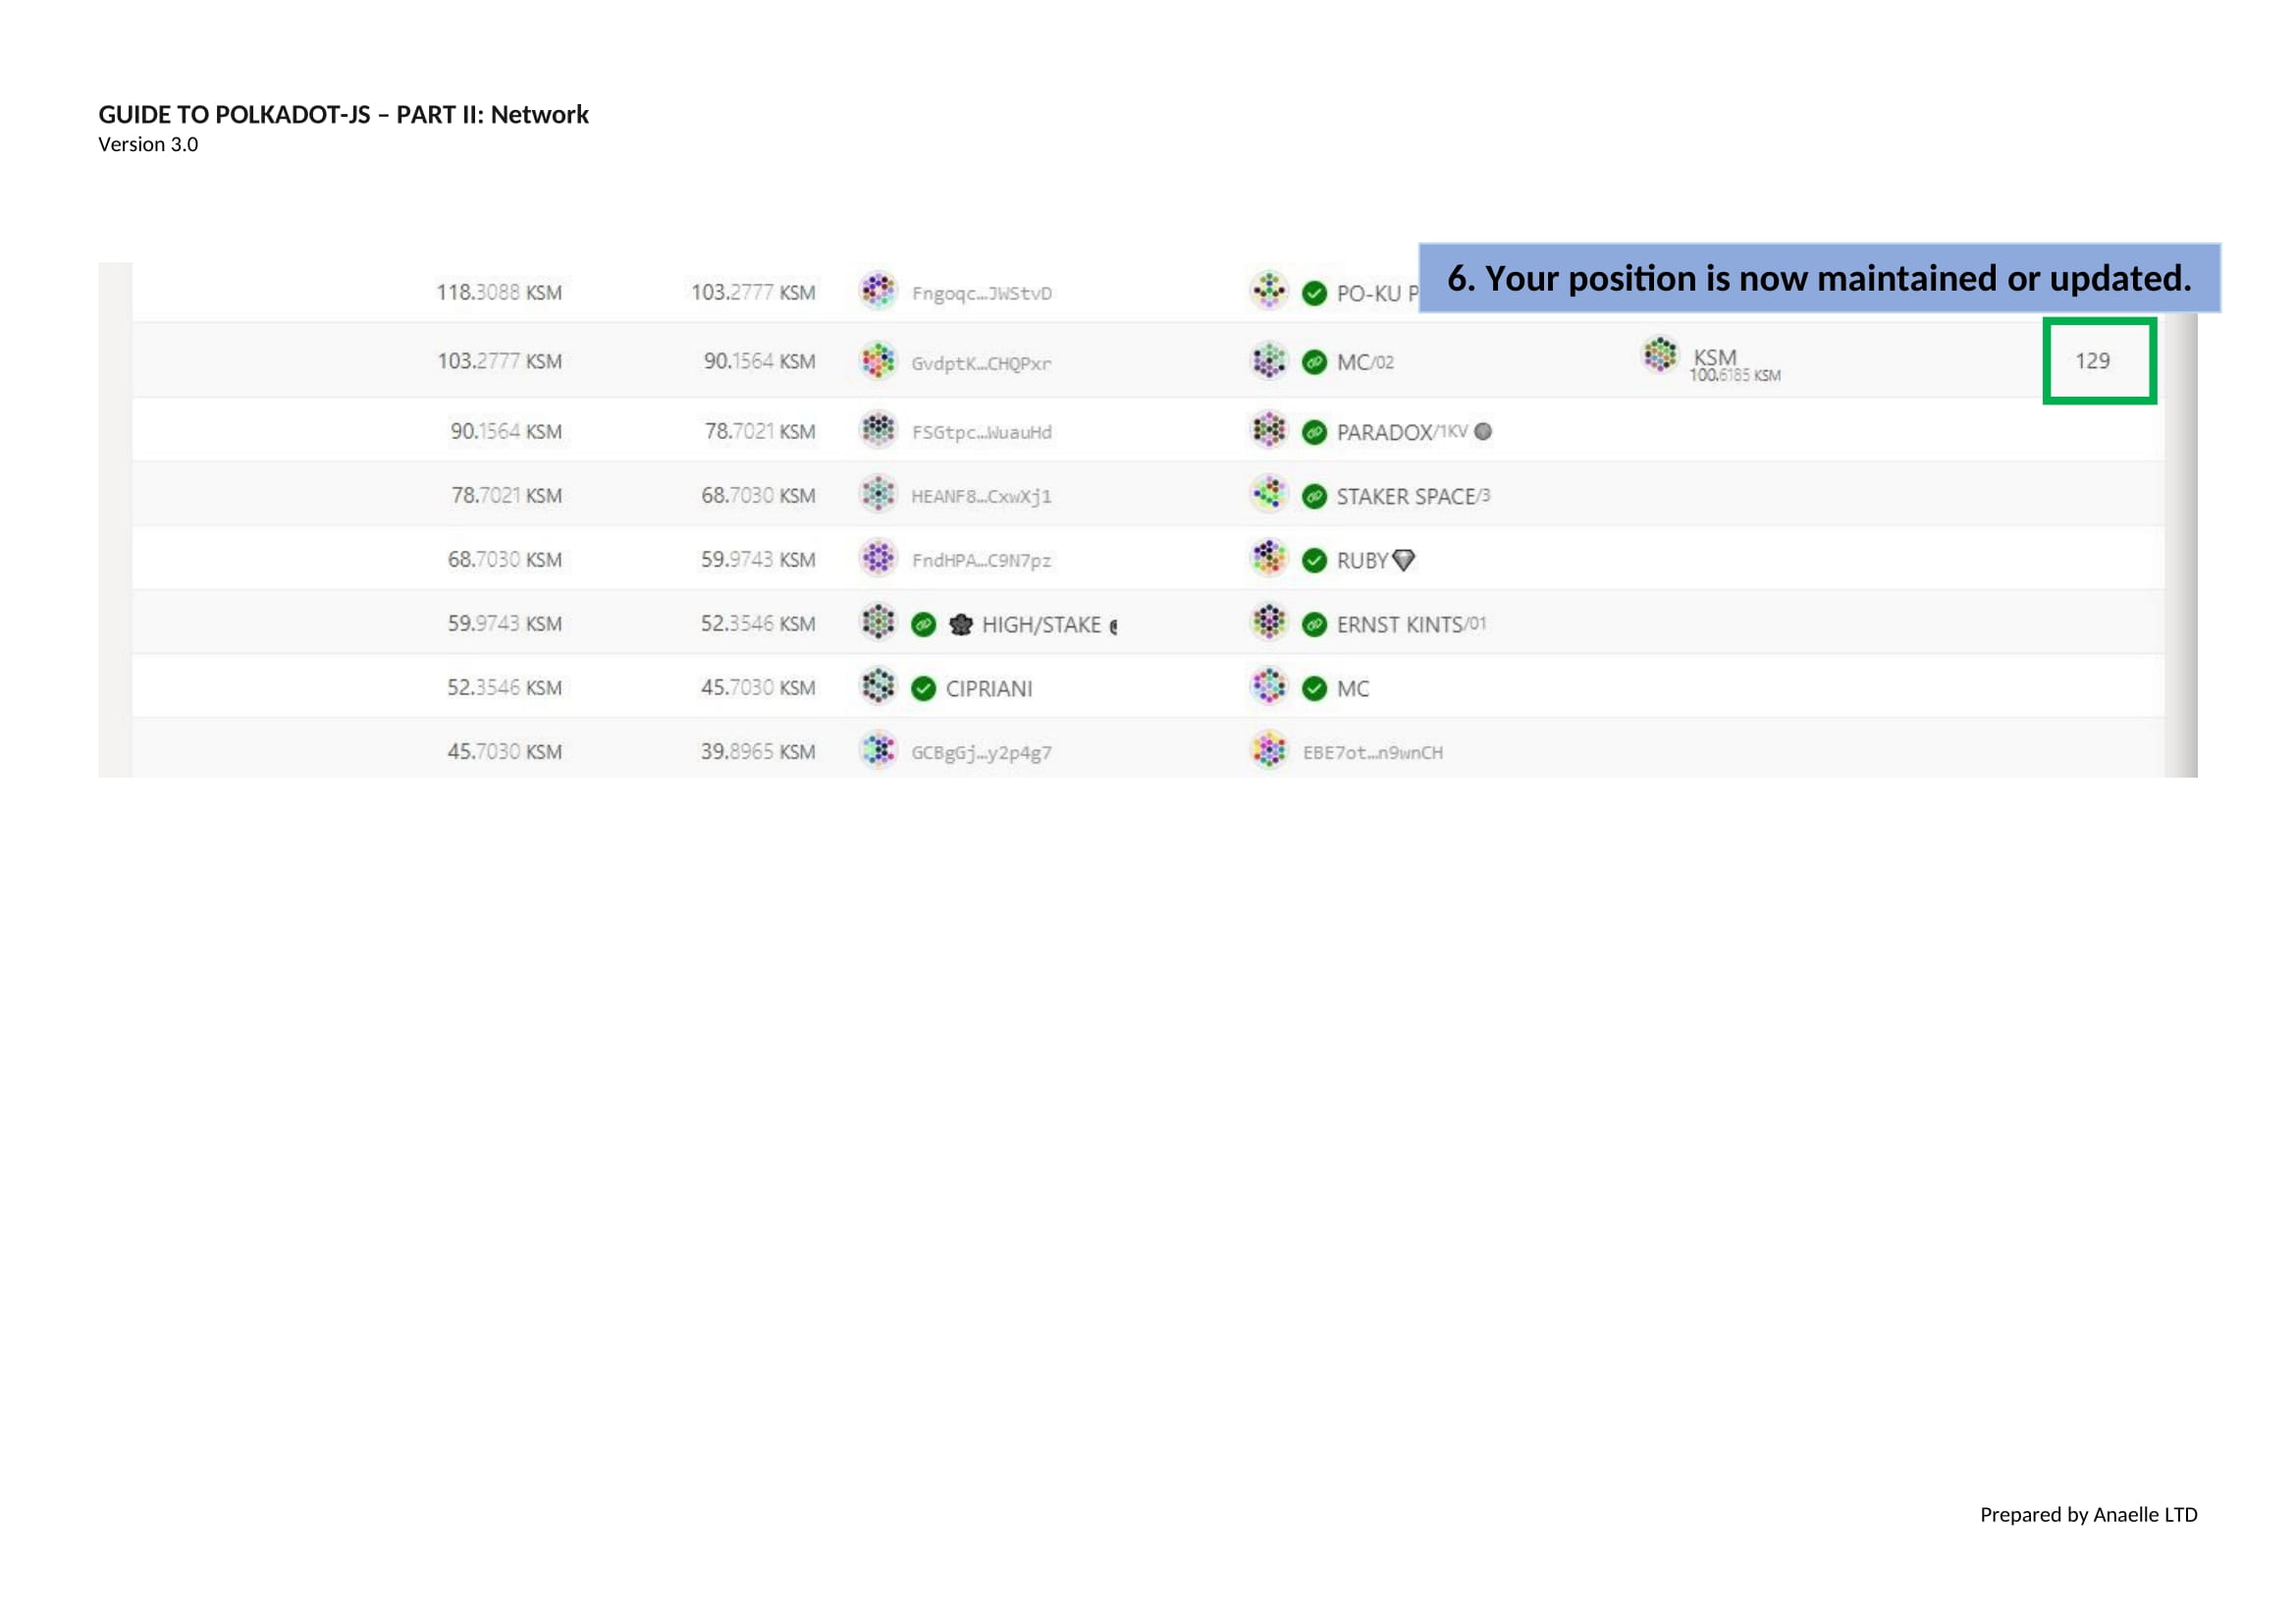 GUIDE TO POLKADOT-JS – PART II: Network
Version 3.0
6. Your position is now maintained or updated.
118.3088 KSM 103.2777 KSM Fngoqc…JWStvD PO-KU P
103.2777 KSM 90.1564 KSM GvdptK…CHQPxr MC/02 KSM 129
100.6185 KSM
90.1564 KSM 78.7021 KSM FSGtpc…WuauHd PARADOX/1KV
78.7021 KSM 68.7030 KSM HEANF8…CxwXj1 STAKER SPACE/3
68.7030 KSM 59.9743 KSM FndHPA…C9N7pz RUBY
59.9743 KSM 52.3546 KSM HIGH/STAKE ERNST KINTS/01
52.3546 KSM 45.7030 KSM CIPRIANI MC
45.7030 KSM 39.8965 KSM GCBgGj…y2p4g7 EBE7ot…n9wnCH
Prepared by Anaelle LTD